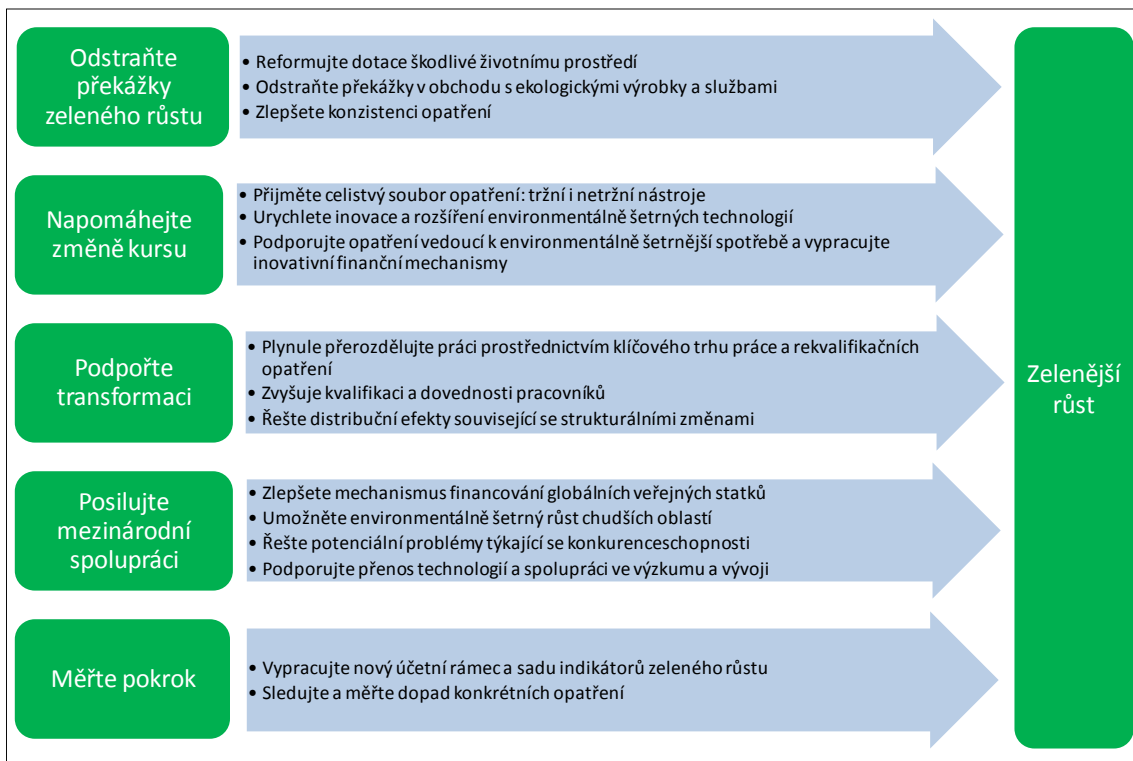 Odstraňte
překážky
zeleného růstu
• Reformujte dotace škodlivé životnímu prostředí
• Odstraňte překážky v obchodu s ekologickými výrobky a službami
• Zlepšete konzistenci opatření
Napomáhejte
změně kursu
• Přijměte celistvý soubor opatření: tržní i netržní nástroje
• Urychlete inovace a rozšíření environmentálně šetrných technologií
• Podporujte opatření vedoucí k environmentálně šetrnější spotřebě a vypracujte
inovativní finanční mechanismy
Podpořte
transformaci
• Plynule přerozdělujte práci prostřednictvím klíčového trhu práce a rekvalifikačních
opatření
• Zvyšuje kvalifikaci a dovednosti pracovníků
• Řešte distribuční efekty související se strukturálními změnami
Posilujte
mezinárodní
spolupráci
• Zlepšete mechanismus financování globálních veřejných statků
• Umožněte environmentálně šetrný růst chudších oblastí
• Řešte potenciální problémy týkající se konkurenceschopnosti
• Podporujte přenos technologií a spolupráci ve výzkumu a vývoji
Měřte pokrok
• Vypracujte nový účetní rámec a sadu indikátorů zeleného růstu
• Sledujte a měřte dopad konkrétních opatření
Zelenější
růst